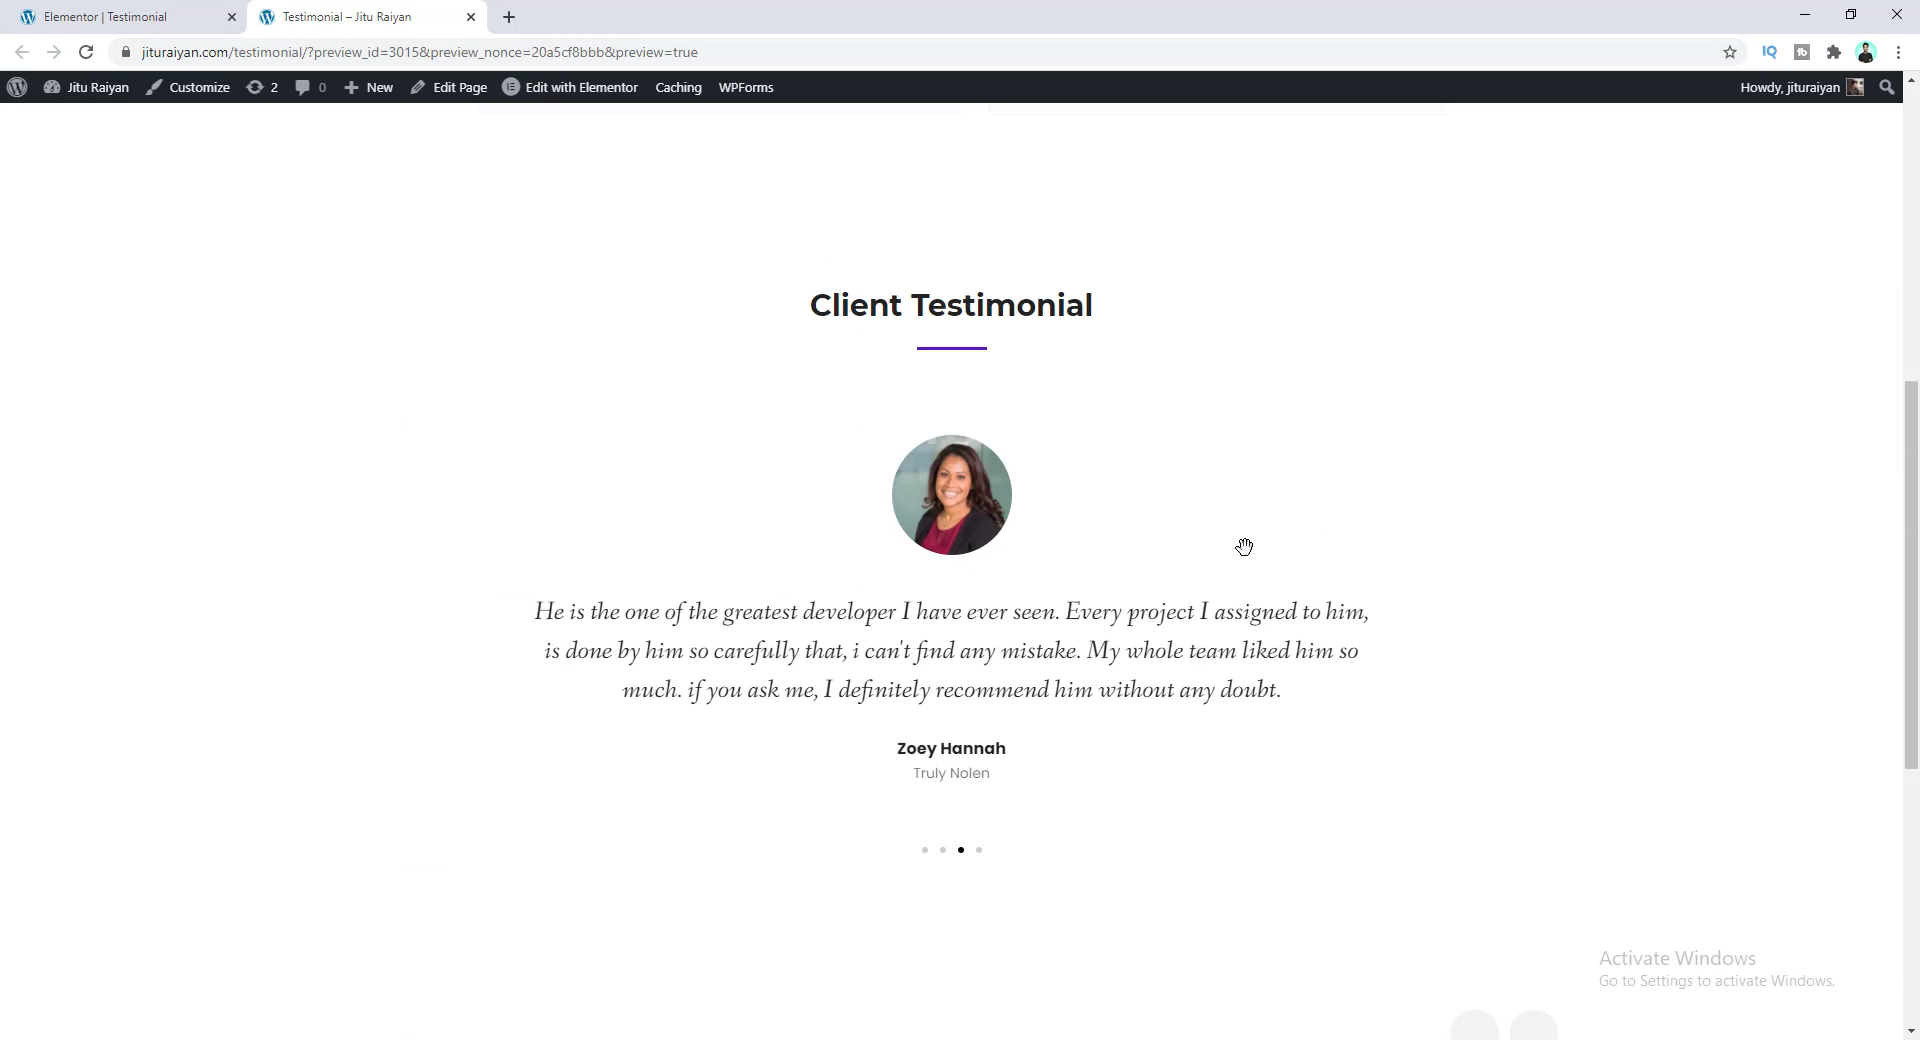 Elementor | Testimonial
Testimonial – Jitu Raiyan
jituraiyan.com/testimonial/?preview_id=3015&preview_nonce=20a5cf8bbb&preview=true
IQ
tb
Jitu Raiyan
Customize
2
0
New
Edit Page
Edit with Elementor
Caching
WPForms
Howdy, jituraiyan
Client Testimonial
He is the one of the greatest developer I have ever seen. Every project I assigned to him,
is done by him so carefully that, i can't find any mistake. My whole team liked him so
much. if you ask me, I definitely recommend him without any doubt.
Zoey Hannah
Truly Nolen
Activate Windows
Go to Settings to activate Windows.